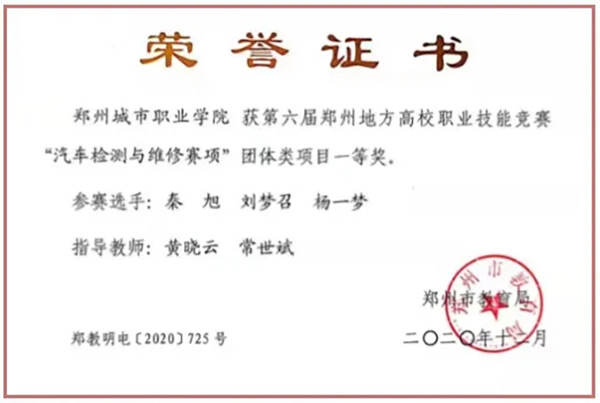 荣誉证书
郑州城市职业学院 获第六届郑州地方高校职业技能竞赛
“汽车检测与维修赛项”团体类项目一等奖。
参赛选手：秦 旭 刘梦召 杨一梦
指导教师：黄晓云 常世斌
郑州市教育局
郑教明电〔2020〕725号
二〇二〇年十二月
郑州市教育局